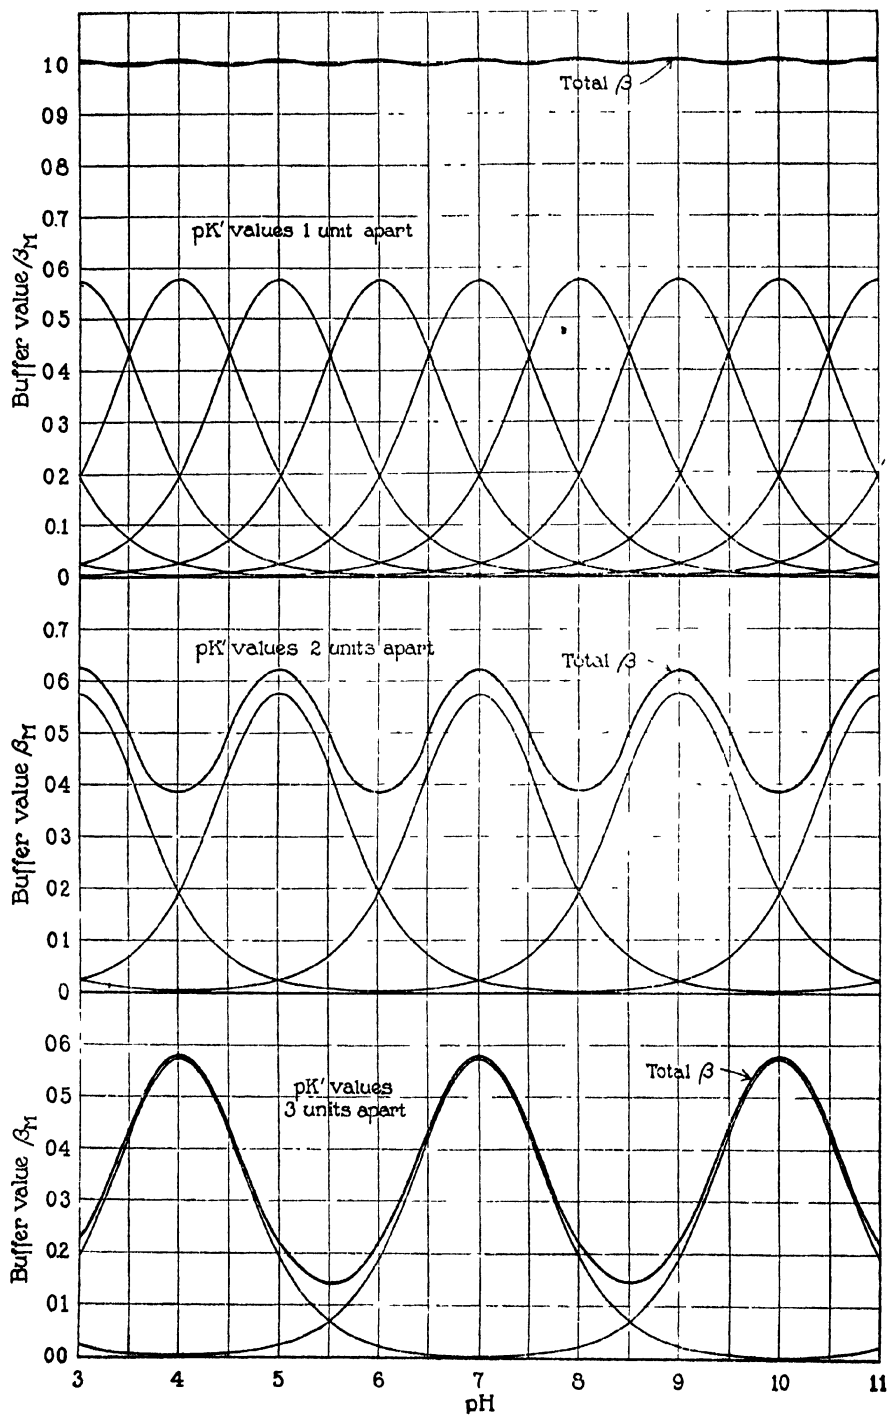 Total β
pK′ values 1 unit apart
Buffer value βM
1.0
0.9
0.8
0.7
0.6
0.5
0.4
0.3
0.2
0.1
0
pK′ values 2 units apart
Total β
Buffer value βM
0.7
0.6
0.5
0.4
0.3
0.2
0.1
0
pK′ values
3 units apart
Total β
Buffer value βM
0.6
0.5
0.4
0.3
0.2
0.1
0.0
3 4 5 6 7 8 9 10 11
pH